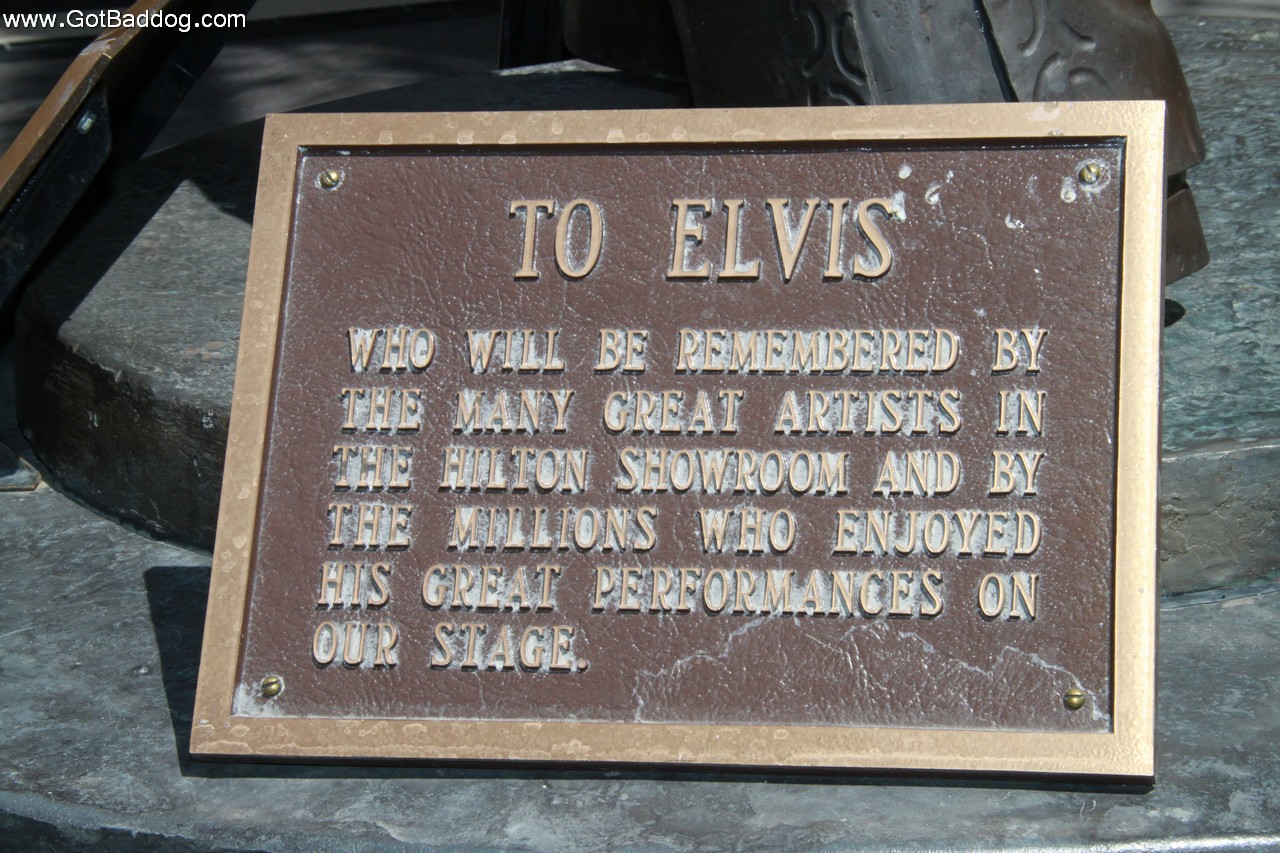 www.GotBaddog.com
TO ELVIS
WHO WILL BE REMEMBERED BY
THE MANY GREAT ARTISTS IN
THE HILTON SHOWROOM AND BY
THE MILLIONS WHO ENJOYED
HIS GREAT PERFORMANCES ON
OUR STAGE.